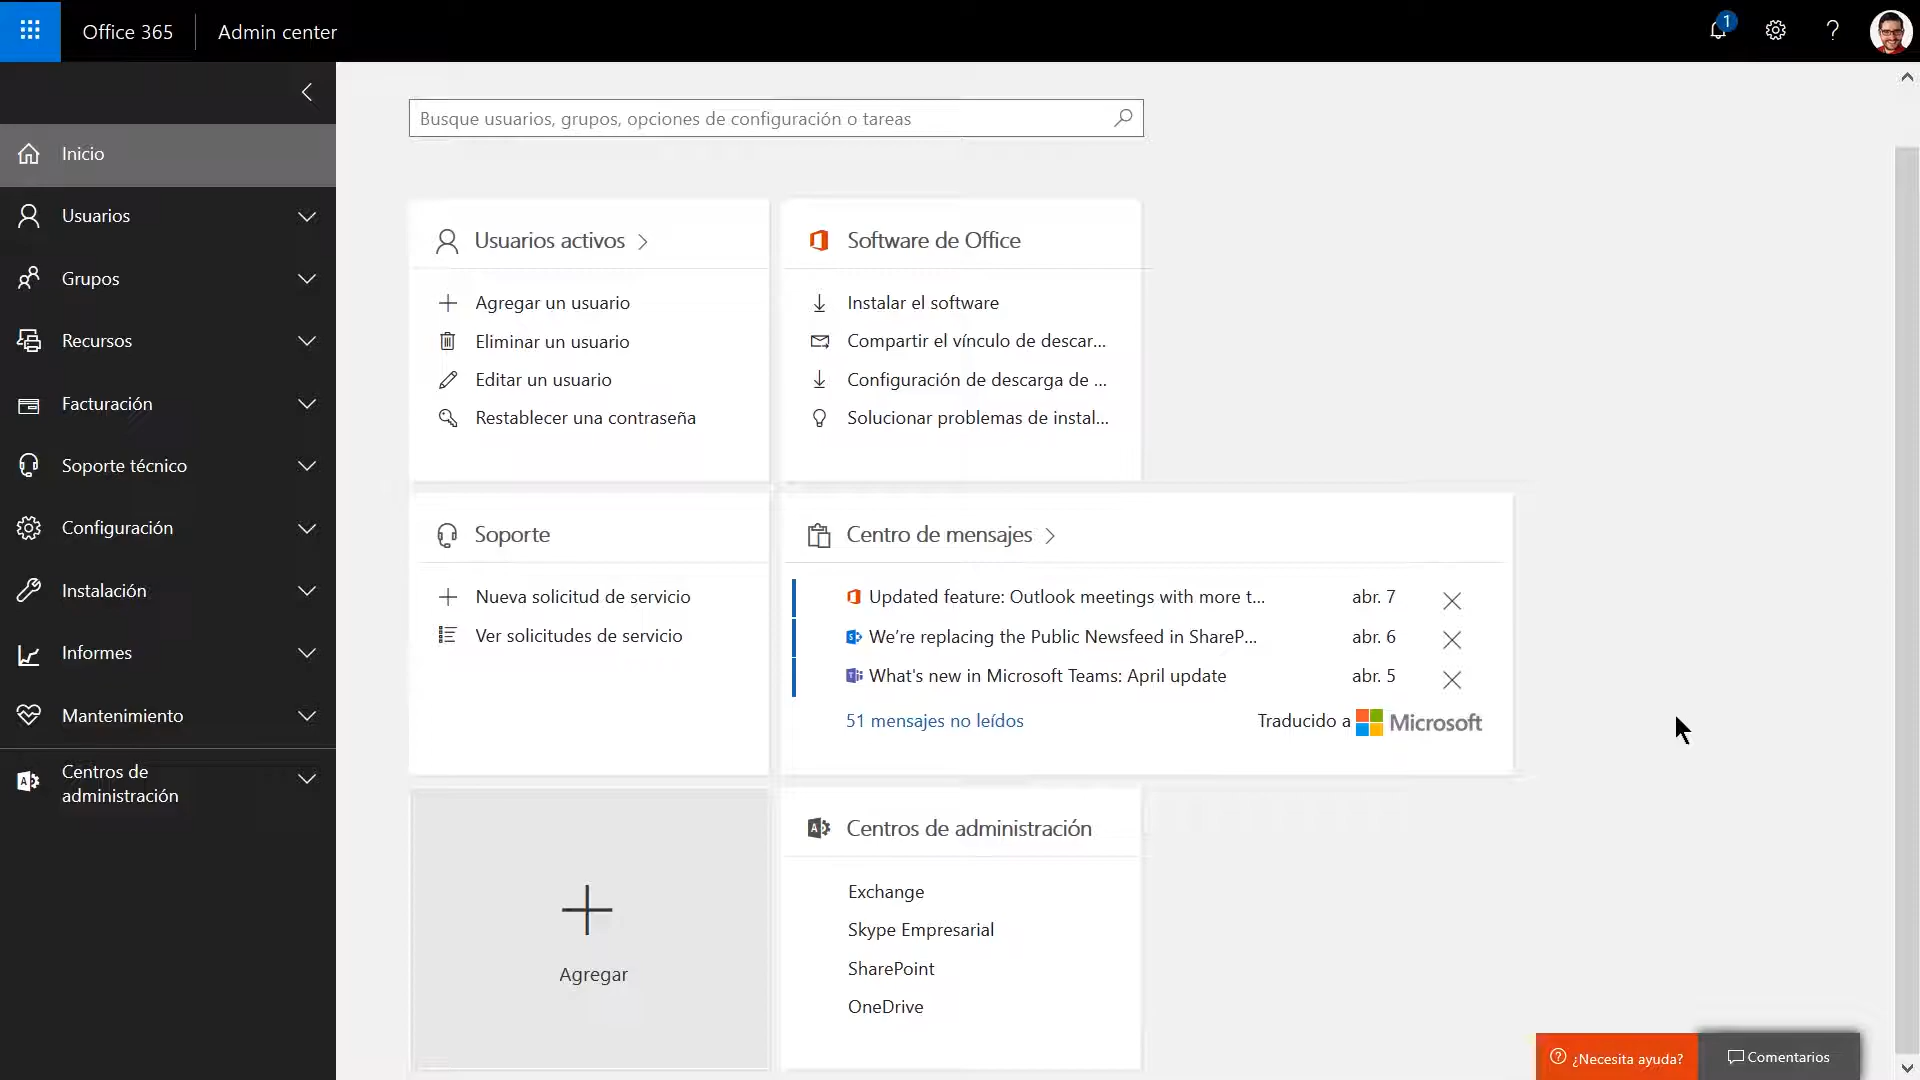 Office 365
Admin center
1
Busque usuarios, grupos, opciones de configuración o tareas
Inicio
Usuarios
Grupos
Recursos
Facturación
Soporte técnico
Configuración
Instalación
Informes
Mantenimiento
Centros de
administración
Usuarios activos
Agregar un usuario
Eliminar un usuario
Editar un usuario
Restablecer una contraseña
Software de Office
Instalar el software
Compartir el vínculo de descar...
Configuración de descarga de ...
Solucionar problemas de instal...
Soporte
Nueva solicitud de servicio
Ver solicitudes de servicio
Centro de mensajes
Updated feature: Outlook meetings with more t... abr. 7
We're replacing the Public Newsfeed in ShareP... abr. 6
What's new in Microsoft Teams: April update abr. 5
51 mensajes no leídos
Traducido a Microsoft
Agregar
Centros de administración
Exchange
Skype Empresarial
SharePoint
OneDrive
¿Necesita ayuda?
Comentarios